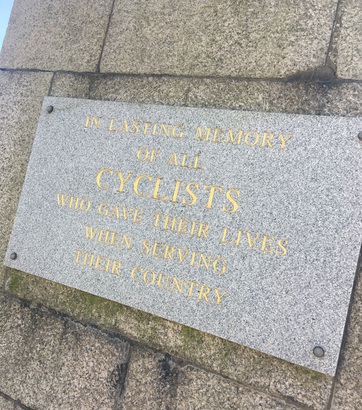 IN LASTING MEMORY
OF ALL
CYCLISTS
WHO GAVE THEIR LIVES
WHEN SERVING
THEIR COUNTRY